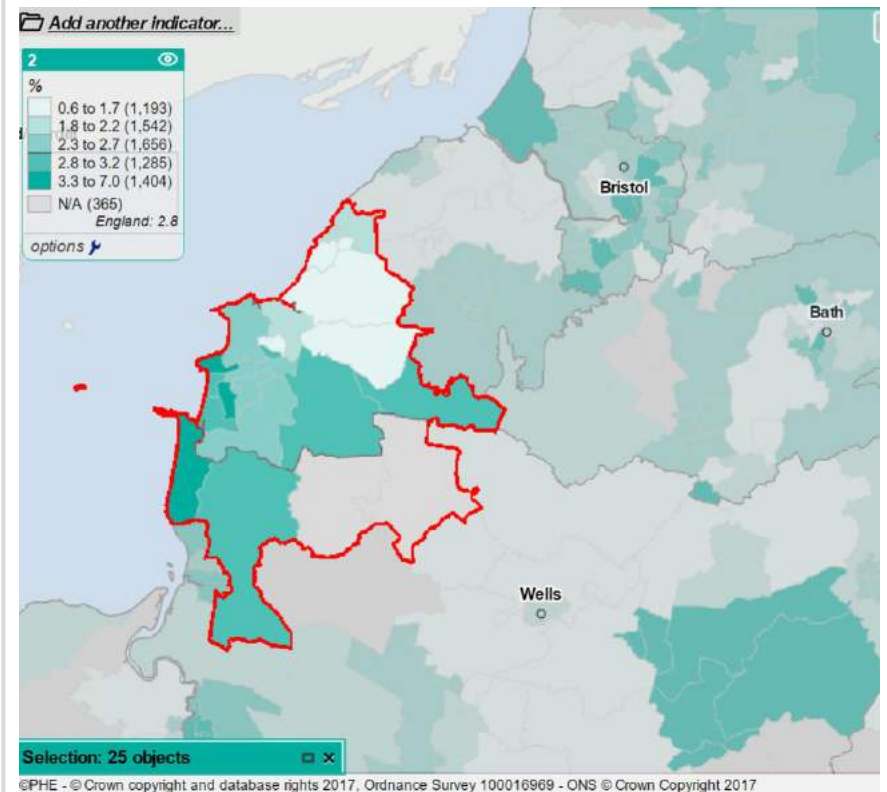 Add another indicator...
2
%
0.6 to 1.7 (1,193)
1.8 to 2.2 (1,542)
2.3 to 2.7 (1,656)
2.8 to 3.2 (1,285)
3.3 to 7.0 (1,404)
N/A (365)
England: 2.8
options
Bristol
Bath
Wells
Selection: 25 objects
©PHE - © Crown copyright and database rights 2017, Ordnance Survey 100016969 - ONS © Crown Copyright 2017